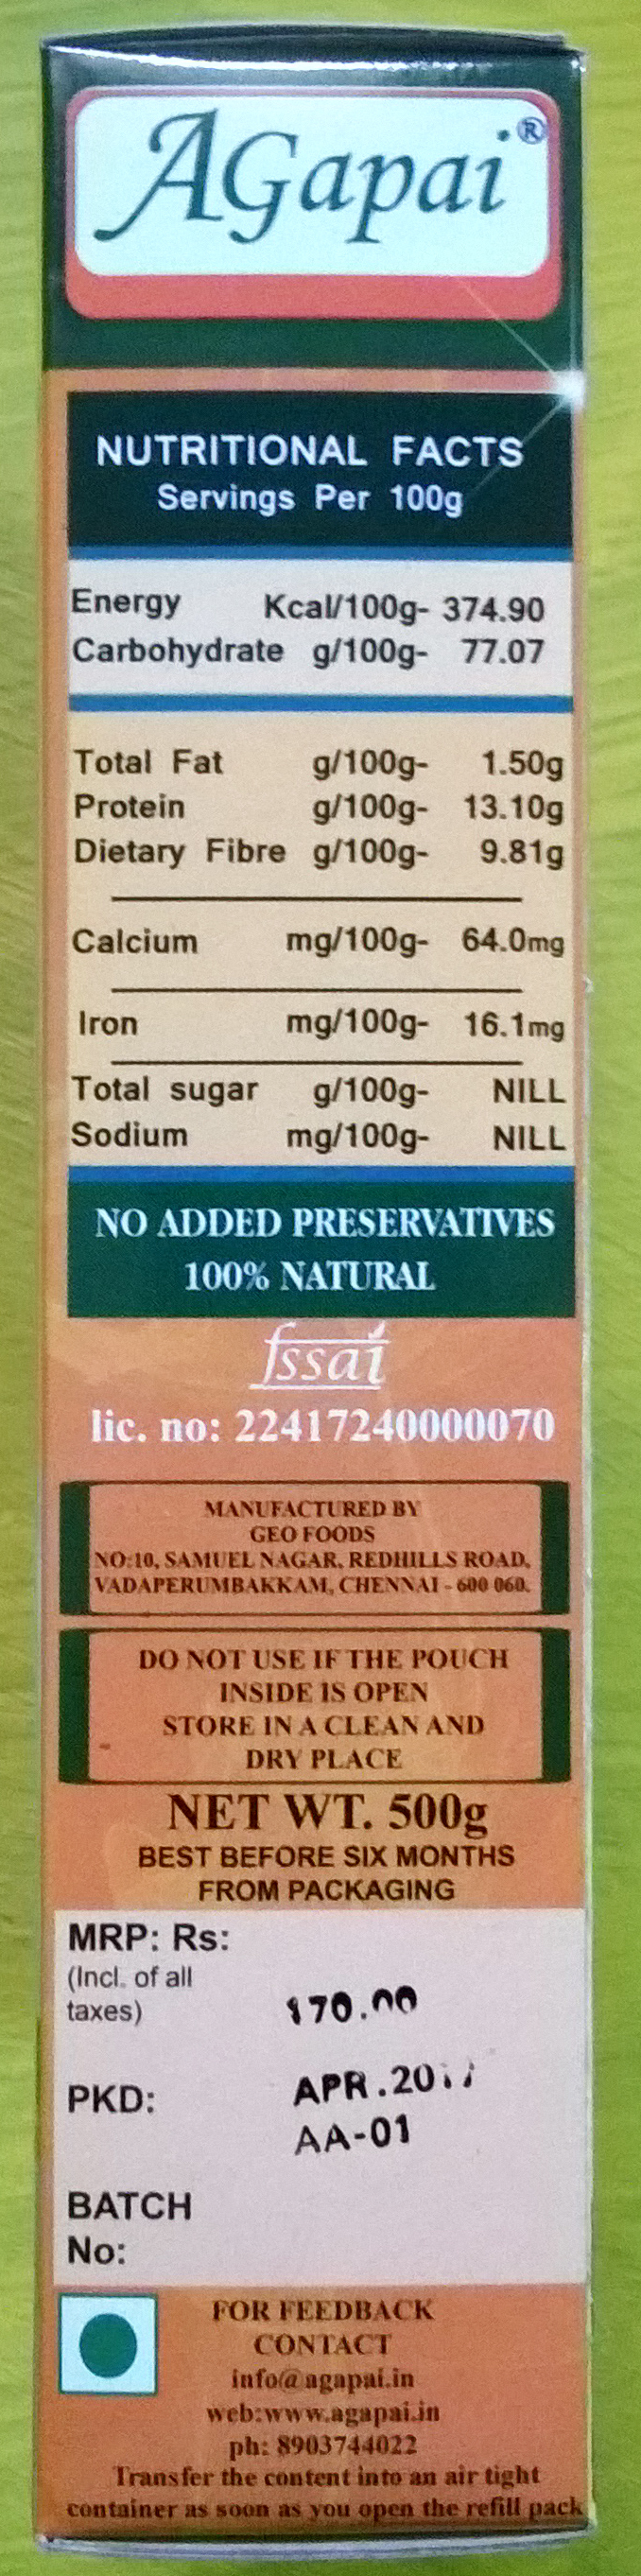 AGapai®
NUTRITIONAL FACTS
Servings Per 100g
Energy Kcal/100g- 374.90
Carbohydrate g/100g- 77.07
Total Fat g/100g- 1.50g
Protein g/100g- 13.10g
Dietary Fibre g/100g- 9.81g
Calcium mg/100g- 64.0mg
Iron mg/100g- 16.1mg
Total sugar g/100g- NILL
Sodium mg/100g- NILL
NO ADDED PRESERVATIVES
100% NATURAL
fssai
lic. no: 22417240000070
MANUFACTURED BY
GEO FOODS
NO:10, SAMUEL NAGAR, REDHILLS ROAD,
VADAPERUMBAKKAM, CHENNAI - 600 060.
DO NOT USE IF THE POUCH
INSIDE IS OPEN
STORE IN A CLEAN AND
DRY PLACE
NET WT. 500g
BEST BEFORE SIX MONTHS
FROM PACKAGING
MRP: Rs:
(Incl. of all
taxes) 170.00
PKD: APR.2017
AA-01
BATCH
No:
FOR FEEDBACK
CONTACT
info@agapai.in
web:www.agapai.in
ph: 8903744022
Transfer the content into an air tight
container as soon as you open the refill pack